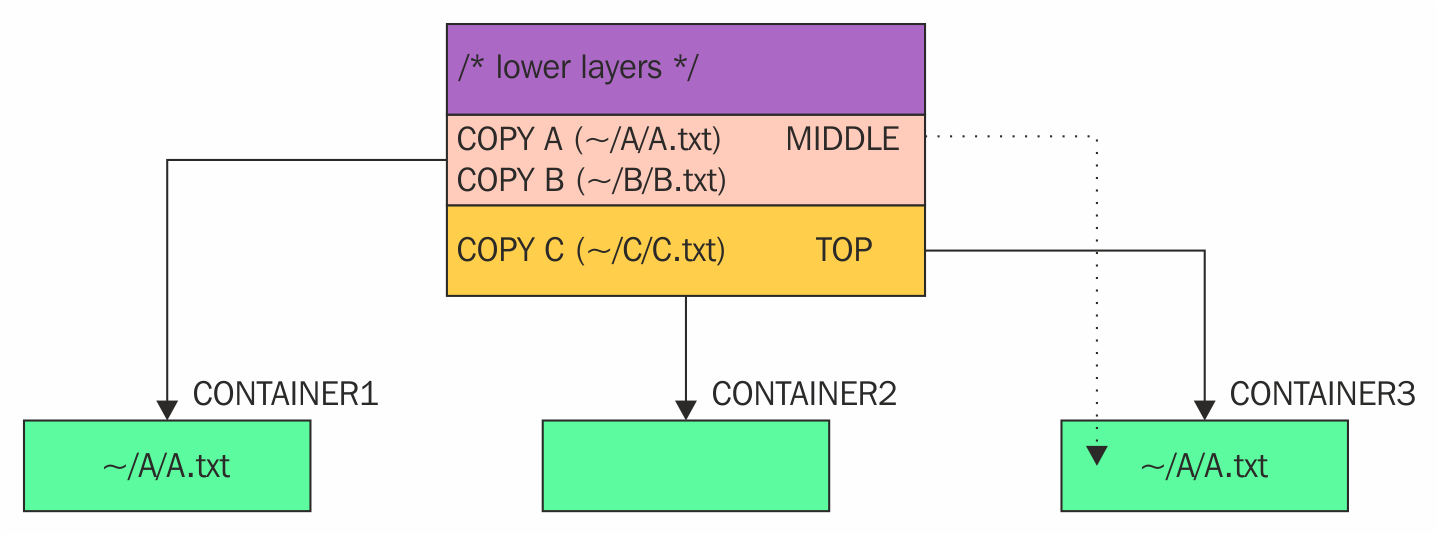 /* lower layers */
COPY A (~/A/A.txt) MIDDLE
COPY B (~/B/B.txt)
COPY C (~/C/C.txt) TOP
CONTAINER1
CONTAINER2
CONTAINER3
~/A/A.txt
~/A/A.txt